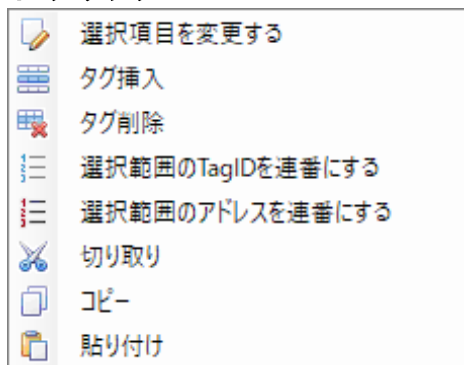 選択項目を変更する
タグ挿入
タグ削除
選択範囲のTagIDを連番にする
選択範囲のアドレスを連番にする
切り取り
コピー
貼り付け